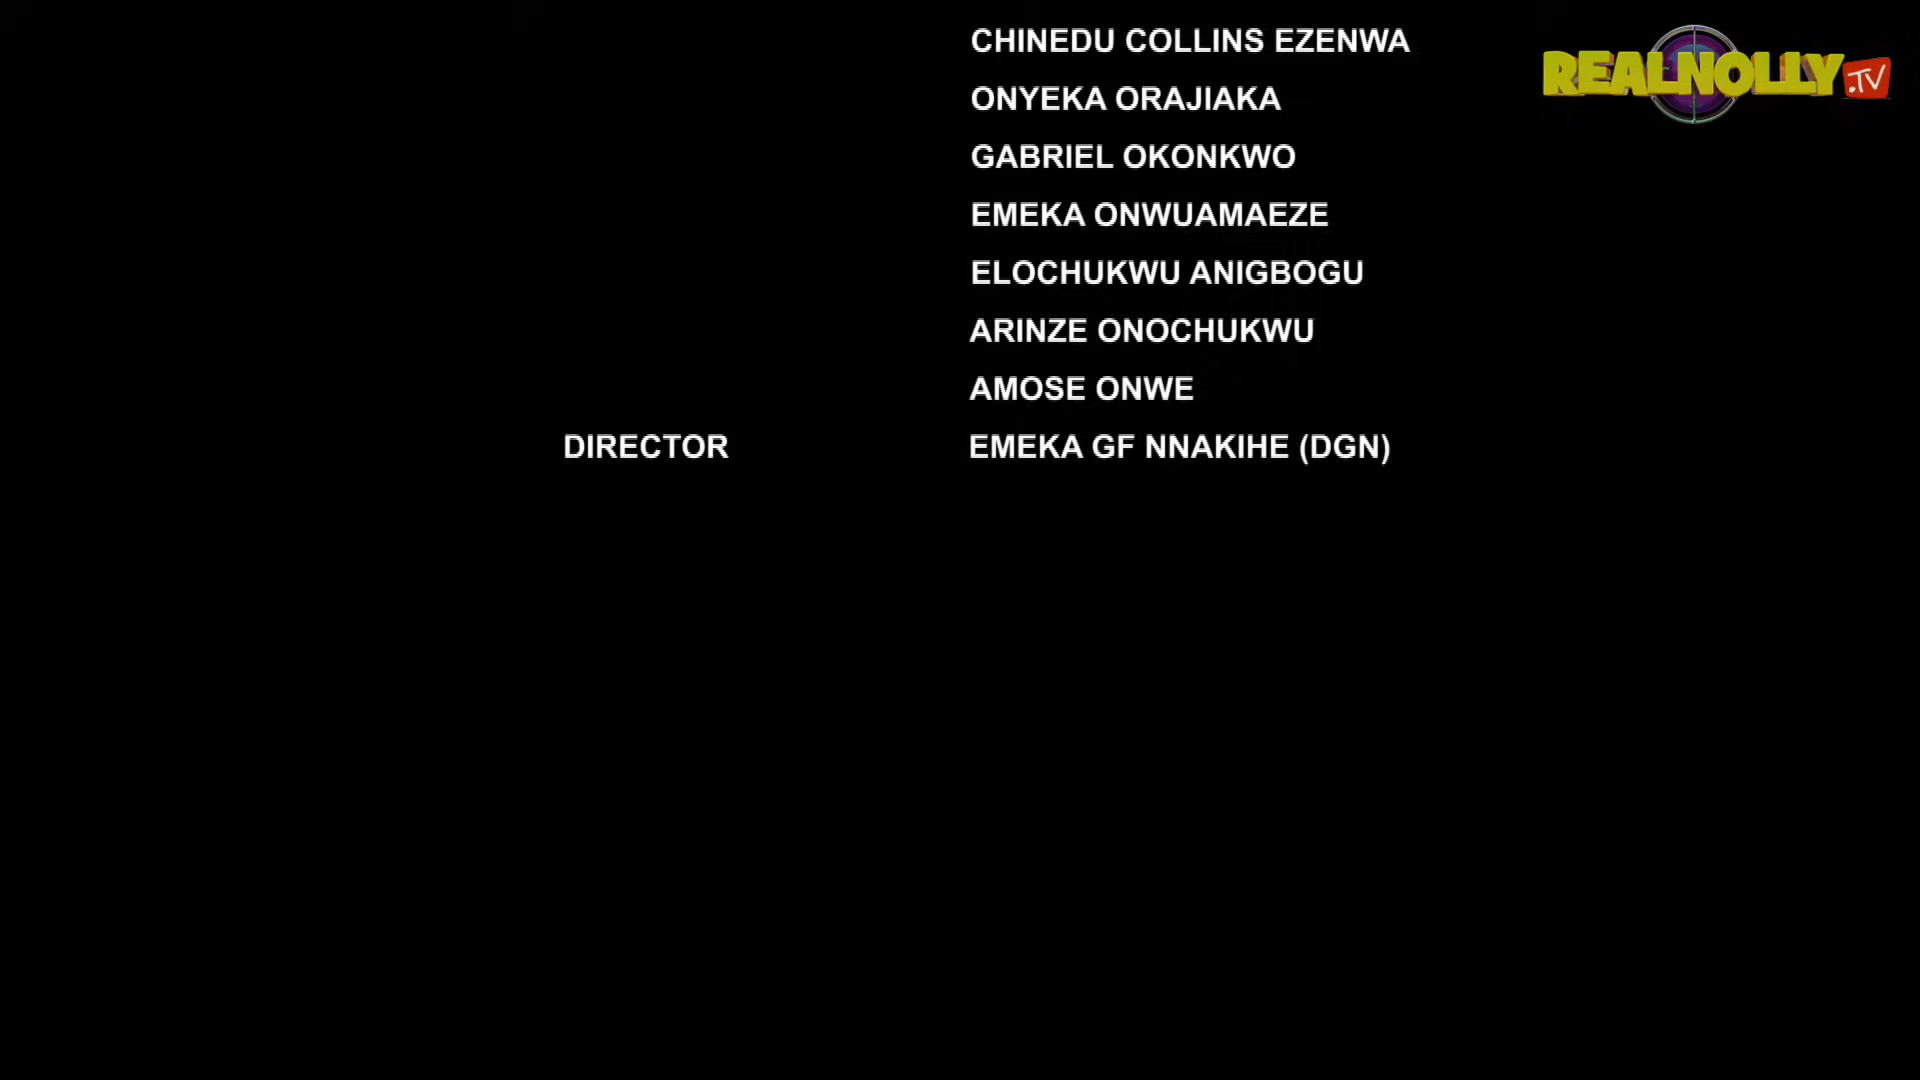 CHINEDU COLLINS EZENWA
REALNOLLY.TV
ONYEKA ORAJIAKA
GABRIEL OKONKWO
EMEKA ONWUAMAEZE
ELOCHUKWU ANIGBOGU
ARINZE ONOCHUKWU
AMOSE ONWE
DIRECTOR EMEKA GF NNAKIHE (DGN)